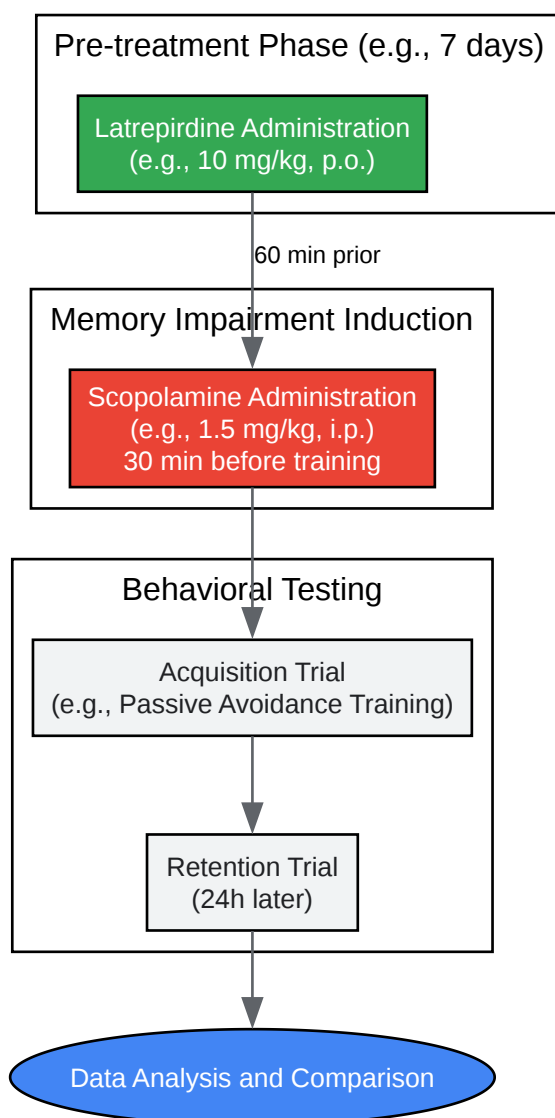 Pre-treatment Phase (e.g., 7 days)
Latrepirdine Administration
(e.g., 10 mg/kg, p.o.)
60 min prior
Memory Impairment Induction
Scopolamine Administration
(e.g., 1.5 mg/kg, i.p.)
30 min before training
Behavioral Testing
Acquisition Trial
(e.g., Passive Avoidance Training)
Retention Trial
(24h later)
Data Analysis and Comparison